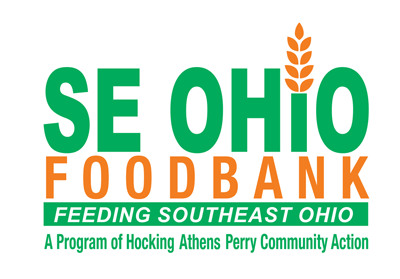 SE OHiO
FOODBANK
FEEDING SOUTHEAST OHIO
A Program of Hocking Athens Perry Community Action